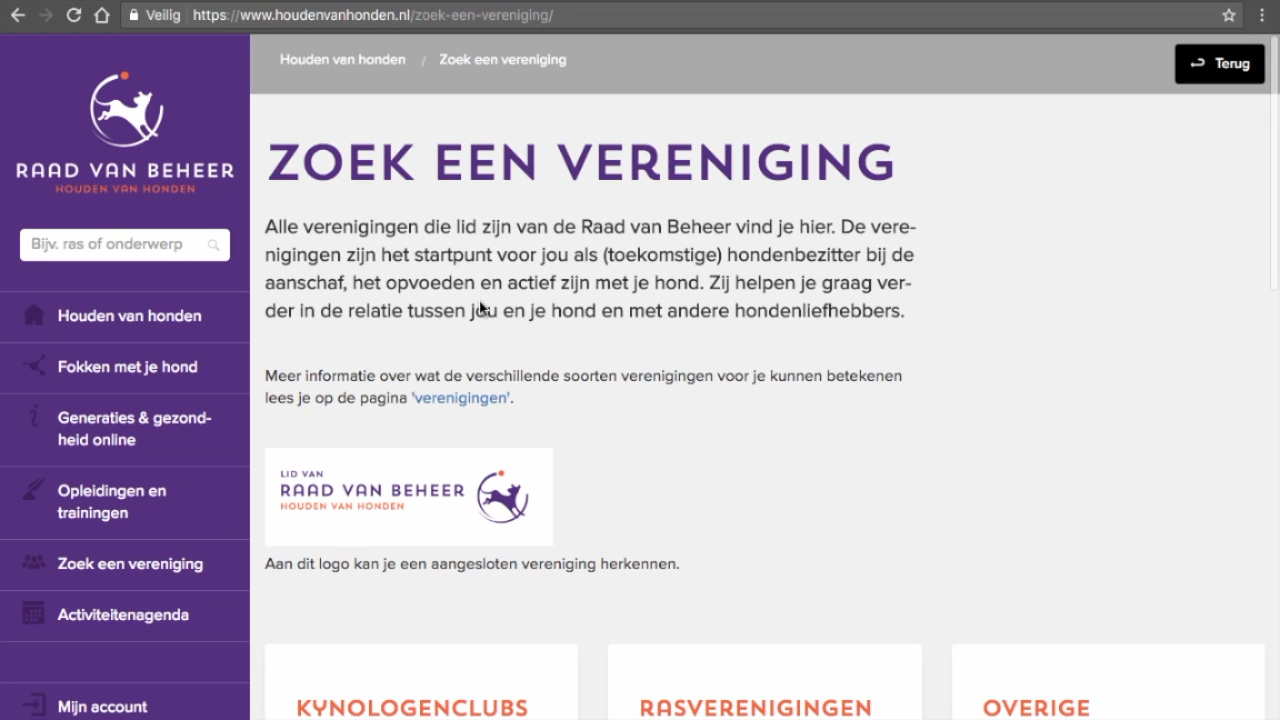 Veilig https://www.houdenvanhonden.nl/zoek-een-vereniging/
Houden van honden / Zoek een vereniging
Terug
RAAD VAN BEHEER
HOUDEN VAN HONDEN
Bijv. ras of onderwerp
Houden van honden
Fokken met je hond
Generaties & gezond-
heid online
Opleidingen en
trainingen
Zoek een vereniging
Activiteitenagenda
Mijn account
ZOEK EEN VERENIGING
Alle verenigingen die lid zijn van de Raad van Beheer vind je hier. De vere-
nigingen zijn het startpunt voor jou als (toekomstige) hondenbezitter bij de
aanschaf, het opvoeden en actief zijn met je hond. Zij helpen je graag ver-
der in de relatie tussen jou en je hond en met andere hondenliefhebbers.
Meer informatie over wat de verschillende soorten verenigingen voor je kunnen betekenen
lees je op de pagina 'verenigingen'.
LID VAN
RAAD VAN BEHEER
HOUDEN VAN HONDEN
Aan dit logo kan je een aangesloten vereniging herkennen.
KYNOLOGENCLUBS
RASVERENIGINGEN
OVERIGE